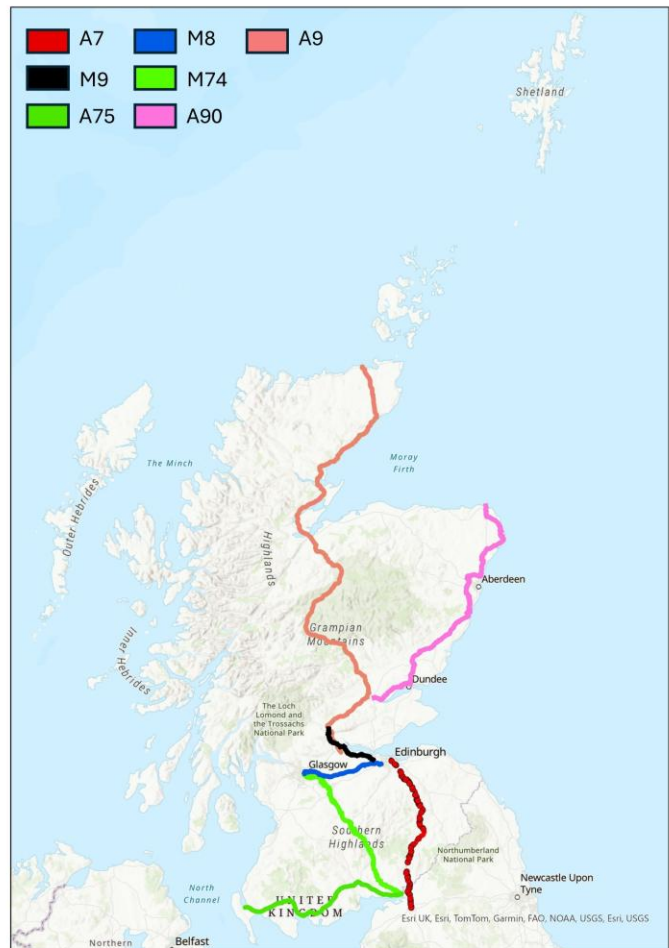 A7
M8
A9
M9
M74
A75
A90
Shetland
The Minch
Moray
Firth
Outer Hebrides
Highlands
Aberdeen
Grampian
Mountains
Inner Hebrides
Dundee
The Loch
Lomond and
the Trossachs
National Park
Edinburgh
Glasgow
Southern
Highlands
Northumberland
National Park
North
Channel
UNITED
KINGDOM
Newcastle Upon
Tyne
Esri UK, Esri, TomTom, Garmin, FAO, NOAA, USGS, Esri, USGS
Northern
Belfast